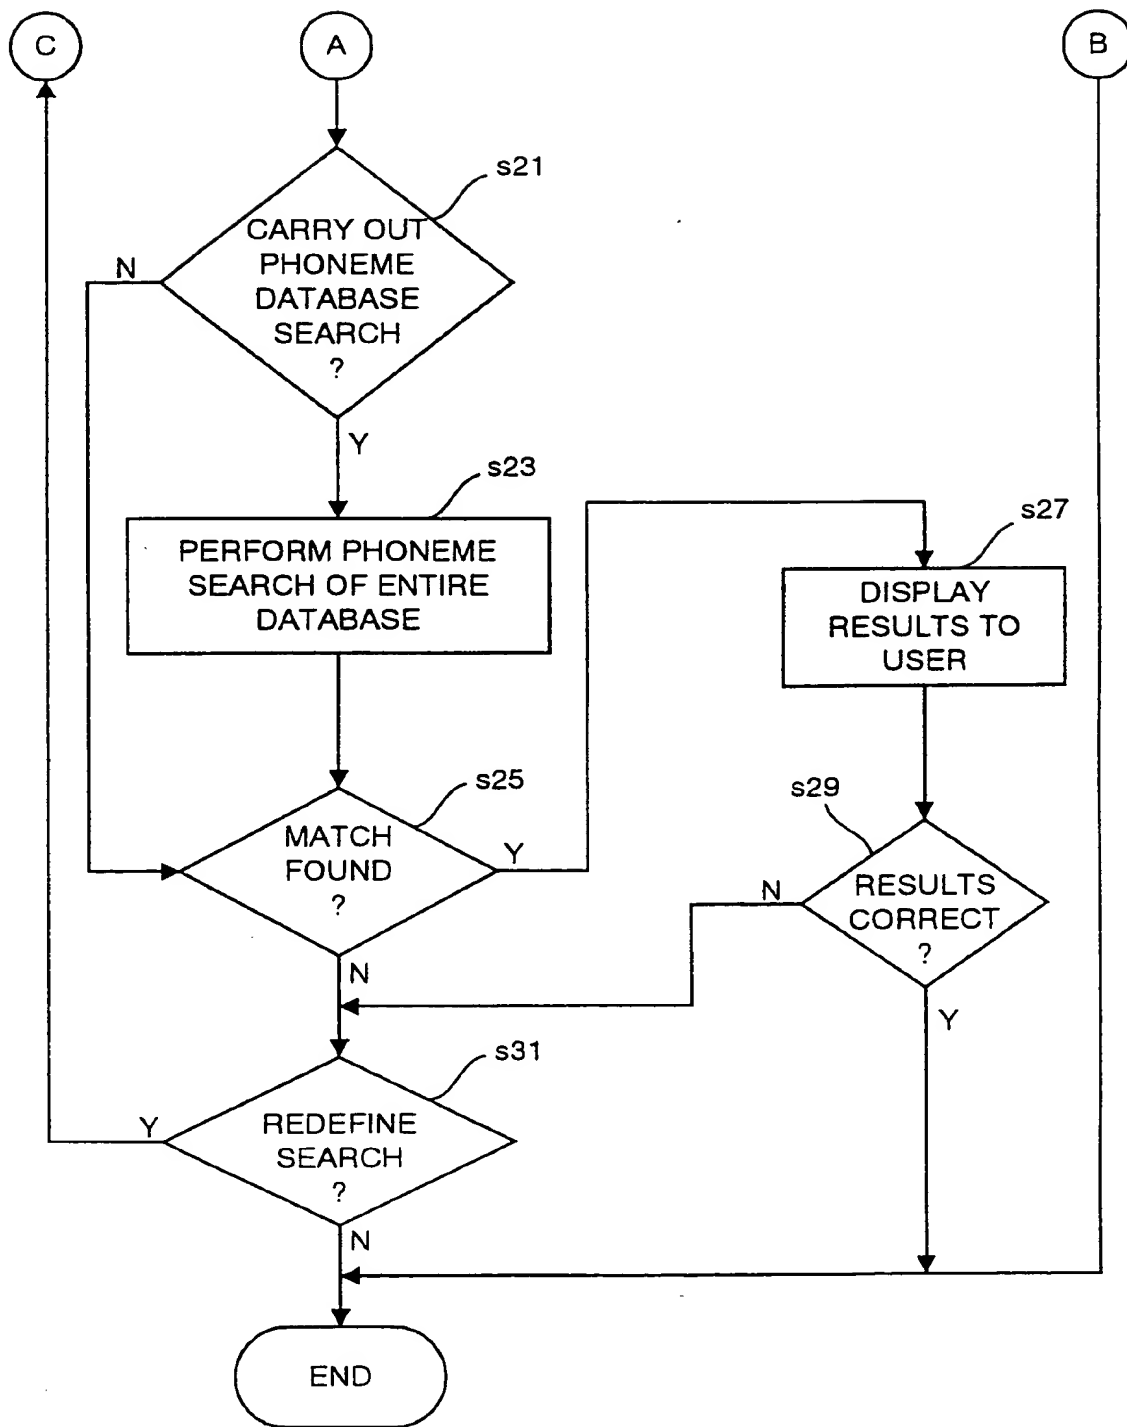 C
A
B
s21
CARRY OUT
PHONEME
DATABASE
SEARCH
?
N
Y
s23
PERFORM PHONEME
SEARCH OF ENTIRE
DATABASE
s27
DISPLAY
RESULTS TO
USER
s25
MATCH
FOUND
?
Y
N
s29
RESULTS
CORRECT
?
N
Y
s31
REDEFINE
SEARCH
?
Y
N
END